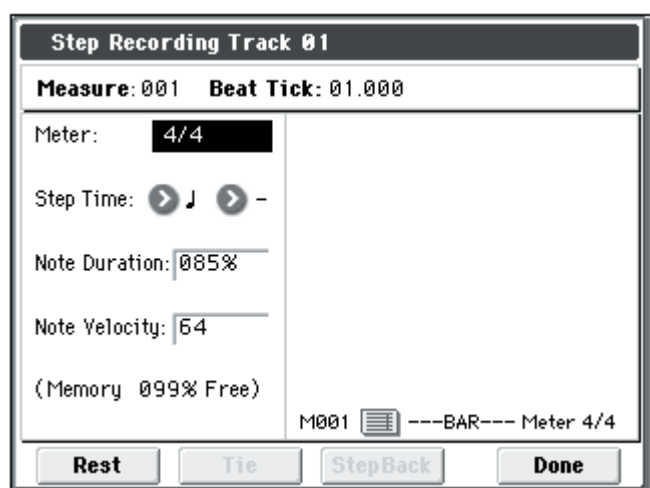 Step Recording Track 01
Measure: 001 Beat Tick: 01.000
Meter: 4/4
Step Time: ♩ -
Note Duration: 085%
Note Velocity: 64
(Memory 099% Free)
M001 ---BAR--- Meter 4/4
Rest Tie StepBack Done